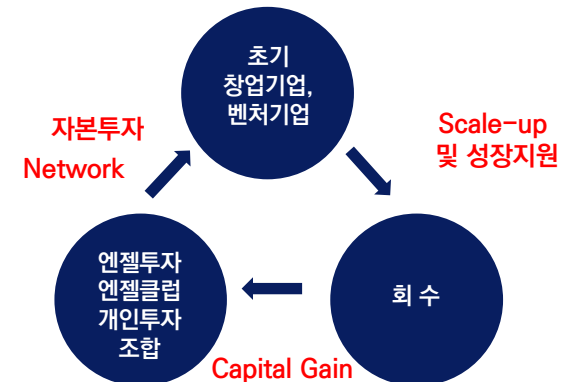 초기
창업기업,
벤처기업
자본투자
Network
Scale-up
및 성장지원
엔젤투자
엔젤클럽
개인투자
조합
회 수
Capital Gain